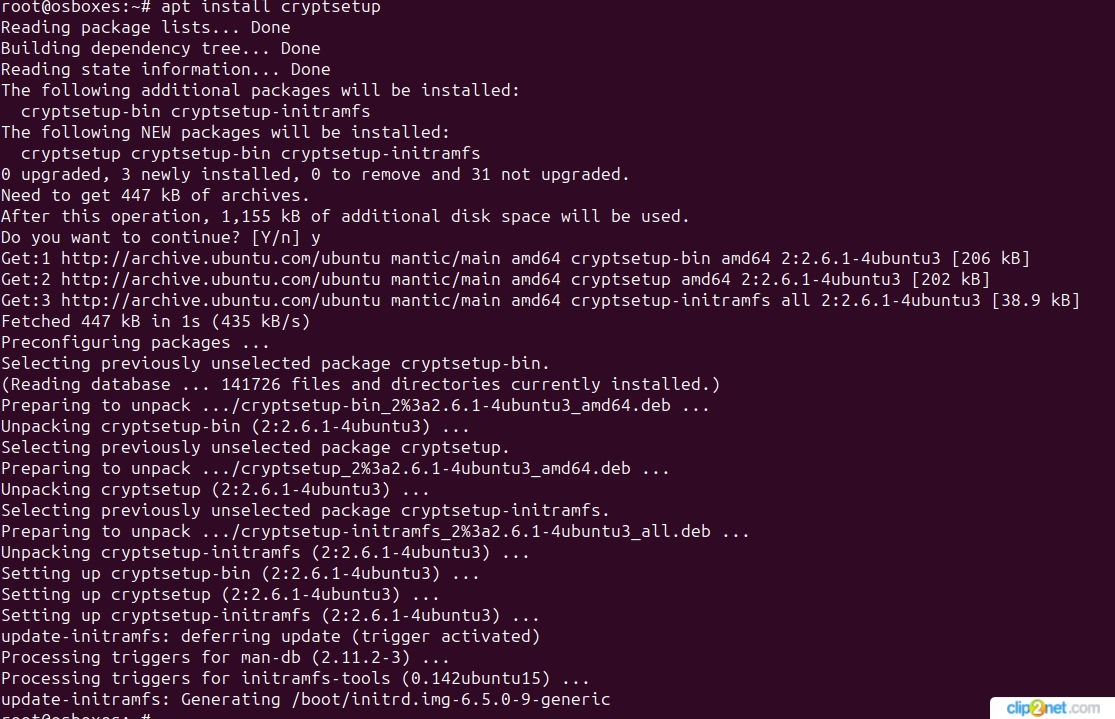 root@osboxes:~# apt install cryptsetup
Reading package lists... Done
Building dependency tree... Done
Reading state information... Done
The following additional packages will be installed:
  cryptsetup-bin cryptsetup-initramfs
The following NEW packages will be installed:
  cryptsetup cryptsetup-bin cryptsetup-initramfs
0 upgraded, 3 newly installed, 0 to remove and 31 not upgraded.
Need to get 447 kB of archives.
After this operation, 1,155 kB of additional disk space will be used.
Do you want to continue? [Y/n] y
Get:1 http://archive.ubuntu.com/ubuntu mantic/main amd64 cryptsetup-bin amd64 2:2.6.1-4ubuntu3 [206 kB]
Get:2 http://archive.ubuntu.com/ubuntu mantic/main amd64 cryptsetup amd64 2:2.6.1-4ubuntu3 [202 kB]
Get:3 http://archive.ubuntu.com/ubuntu mantic/main amd64 cryptsetup-initramfs all 2:2.6.1-4ubuntu3 [38.9 kB]
Fetched 447 kB in 1s (435 kB/s)
Preconfiguring packages ...
Selecting previously unselected package cryptsetup-bin.
(Reading database ... 141726 files and directories currently installed.)
Preparing to unpack .../cryptsetup-bin_2%3a2.6.1-4ubuntu3_amd64.deb ...
Unpacking cryptsetup-bin (2:2.6.1-4ubuntu3) ...
Selecting previously unselected package cryptsetup.
Preparing to unpack .../cryptsetup_2%3a2.6.1-4ubuntu3_amd64.deb ...
Unpacking cryptsetup (2:2.6.1-4ubuntu3) ...
Selecting previously unselected package cryptsetup-initramfs.
Preparing to unpack .../cryptsetup-initramfs_2%3a2.6.1-4ubuntu3_all.deb ...
Unpacking cryptsetup-initramfs (2:2.6.1-4ubuntu3) ...
Setting up cryptsetup-bin (2:2.6.1-4ubuntu3) ...
Setting up cryptsetup (2:2.6.1-4ubuntu3) ...
Setting up cryptsetup-initramfs (2:2.6.1-4ubuntu3) ...
update-initramfs: deferring update (trigger activated)
Processing triggers for man-db (2.11.2-3) ...
Processing triggers for initramfs-tools (0.142ubuntu15) ...
update-initramfs: Generating /boot/initrd.img-6.5.0-9-generic
root@osboxes:~#
clip2net.com